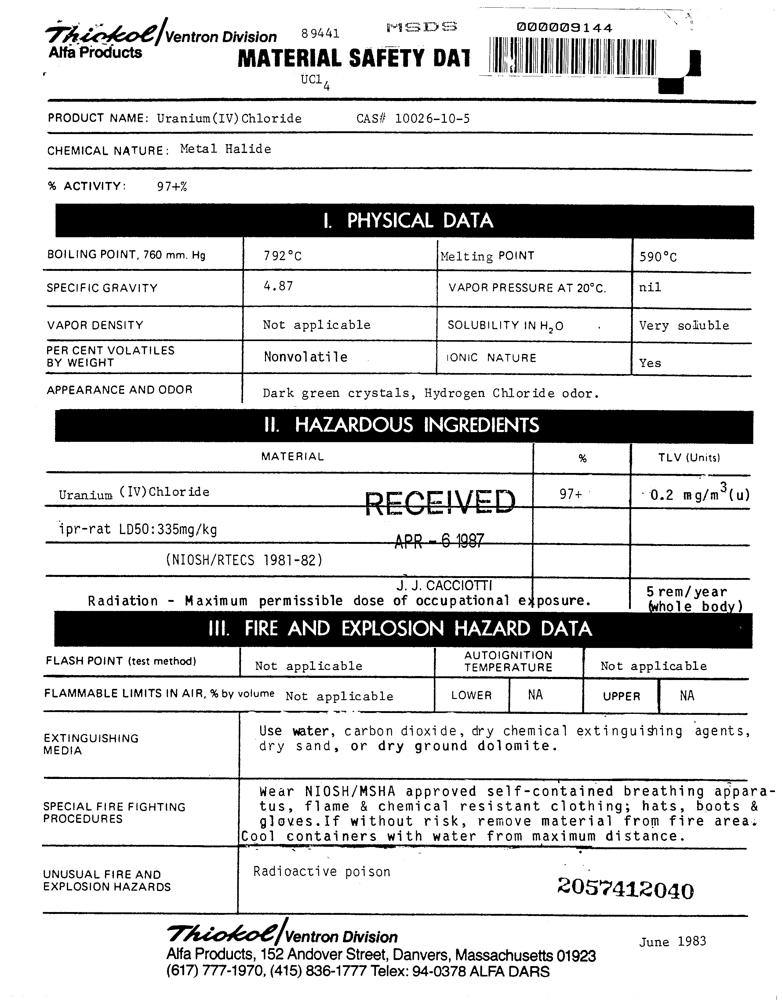 Thiokol/Ventron Division 89441 MSDS 000009144
Alfa Products
MATERIAL SAFETY DAT
UCl4
PRODUCT NAME: Uranium(IV)Chloride CAS# 10026-10-5
CHEMICAL NATURE: Metal Halide
% ACTIVITY: 97+%
I. PHYSICAL DATA
BOILING POINT, 760 mm. Hg 792°C Melting POINT 590°C
SPECIFIC GRAVITY 4.87 VAPOR PRESSURE AT 20°C. nil
VAPOR DENSITY Not applicable SOLUBILITY IN H2O Very soluble
PER CENT VOLATILES
BY WEIGHT Nonvolatile IONIC NATURE Yes
APPEARANCE AND ODOR Dark green crystals, Hydrogen Chloride odor.
II. HAZARDOUS INGREDIENTS
MATERIAL % TLV (Units)
Uranium (IV)Chloride 97+ 0.2 mg/m3(u)
RECEIVED
ipr-rat LD50:335mg/kg
APR - 6 1987
(NIOSH/RTECS 1981-82)
J. J. CACCIOTTI
Radiation - Maximum permissible dose of occupational exposure. 5 rem/year
(whole body)
III. FIRE AND EXPLOSION HAZARD DATA
FLASH POINT (test method) Not applicable AUTOIGNITION
TEMPERATURE Not applicable
FLAMMABLE LIMITS IN AIR, % by volume Not applicable LOWER NA UPPER NA
EXTINGUISHING
MEDIA
Use water, carbon dioxide, dry chemical extinguishing agents,
dry sand, or dry ground dolomite.
SPECIAL FIRE FIGHTING
PROCEDURES
Wear NIOSH/MSHA approved self-contained breathing appara-
tus, flame & chemical resistant clothing; hats, boots &
gloves.If without risk, remove material from fire area.
Cool containers with water from maximum distance.
UNUSUAL FIRE AND
EXPLOSION HAZARDS
Radioactive poison
2057412040
Thiokol/Ventron Division
Alfa Products, 152 Andover Street, Danvers, Massachusetts 01923
(617) 777-1970, (415) 836-1777 Telex: 94-0378 ALFA DARS
June 1983